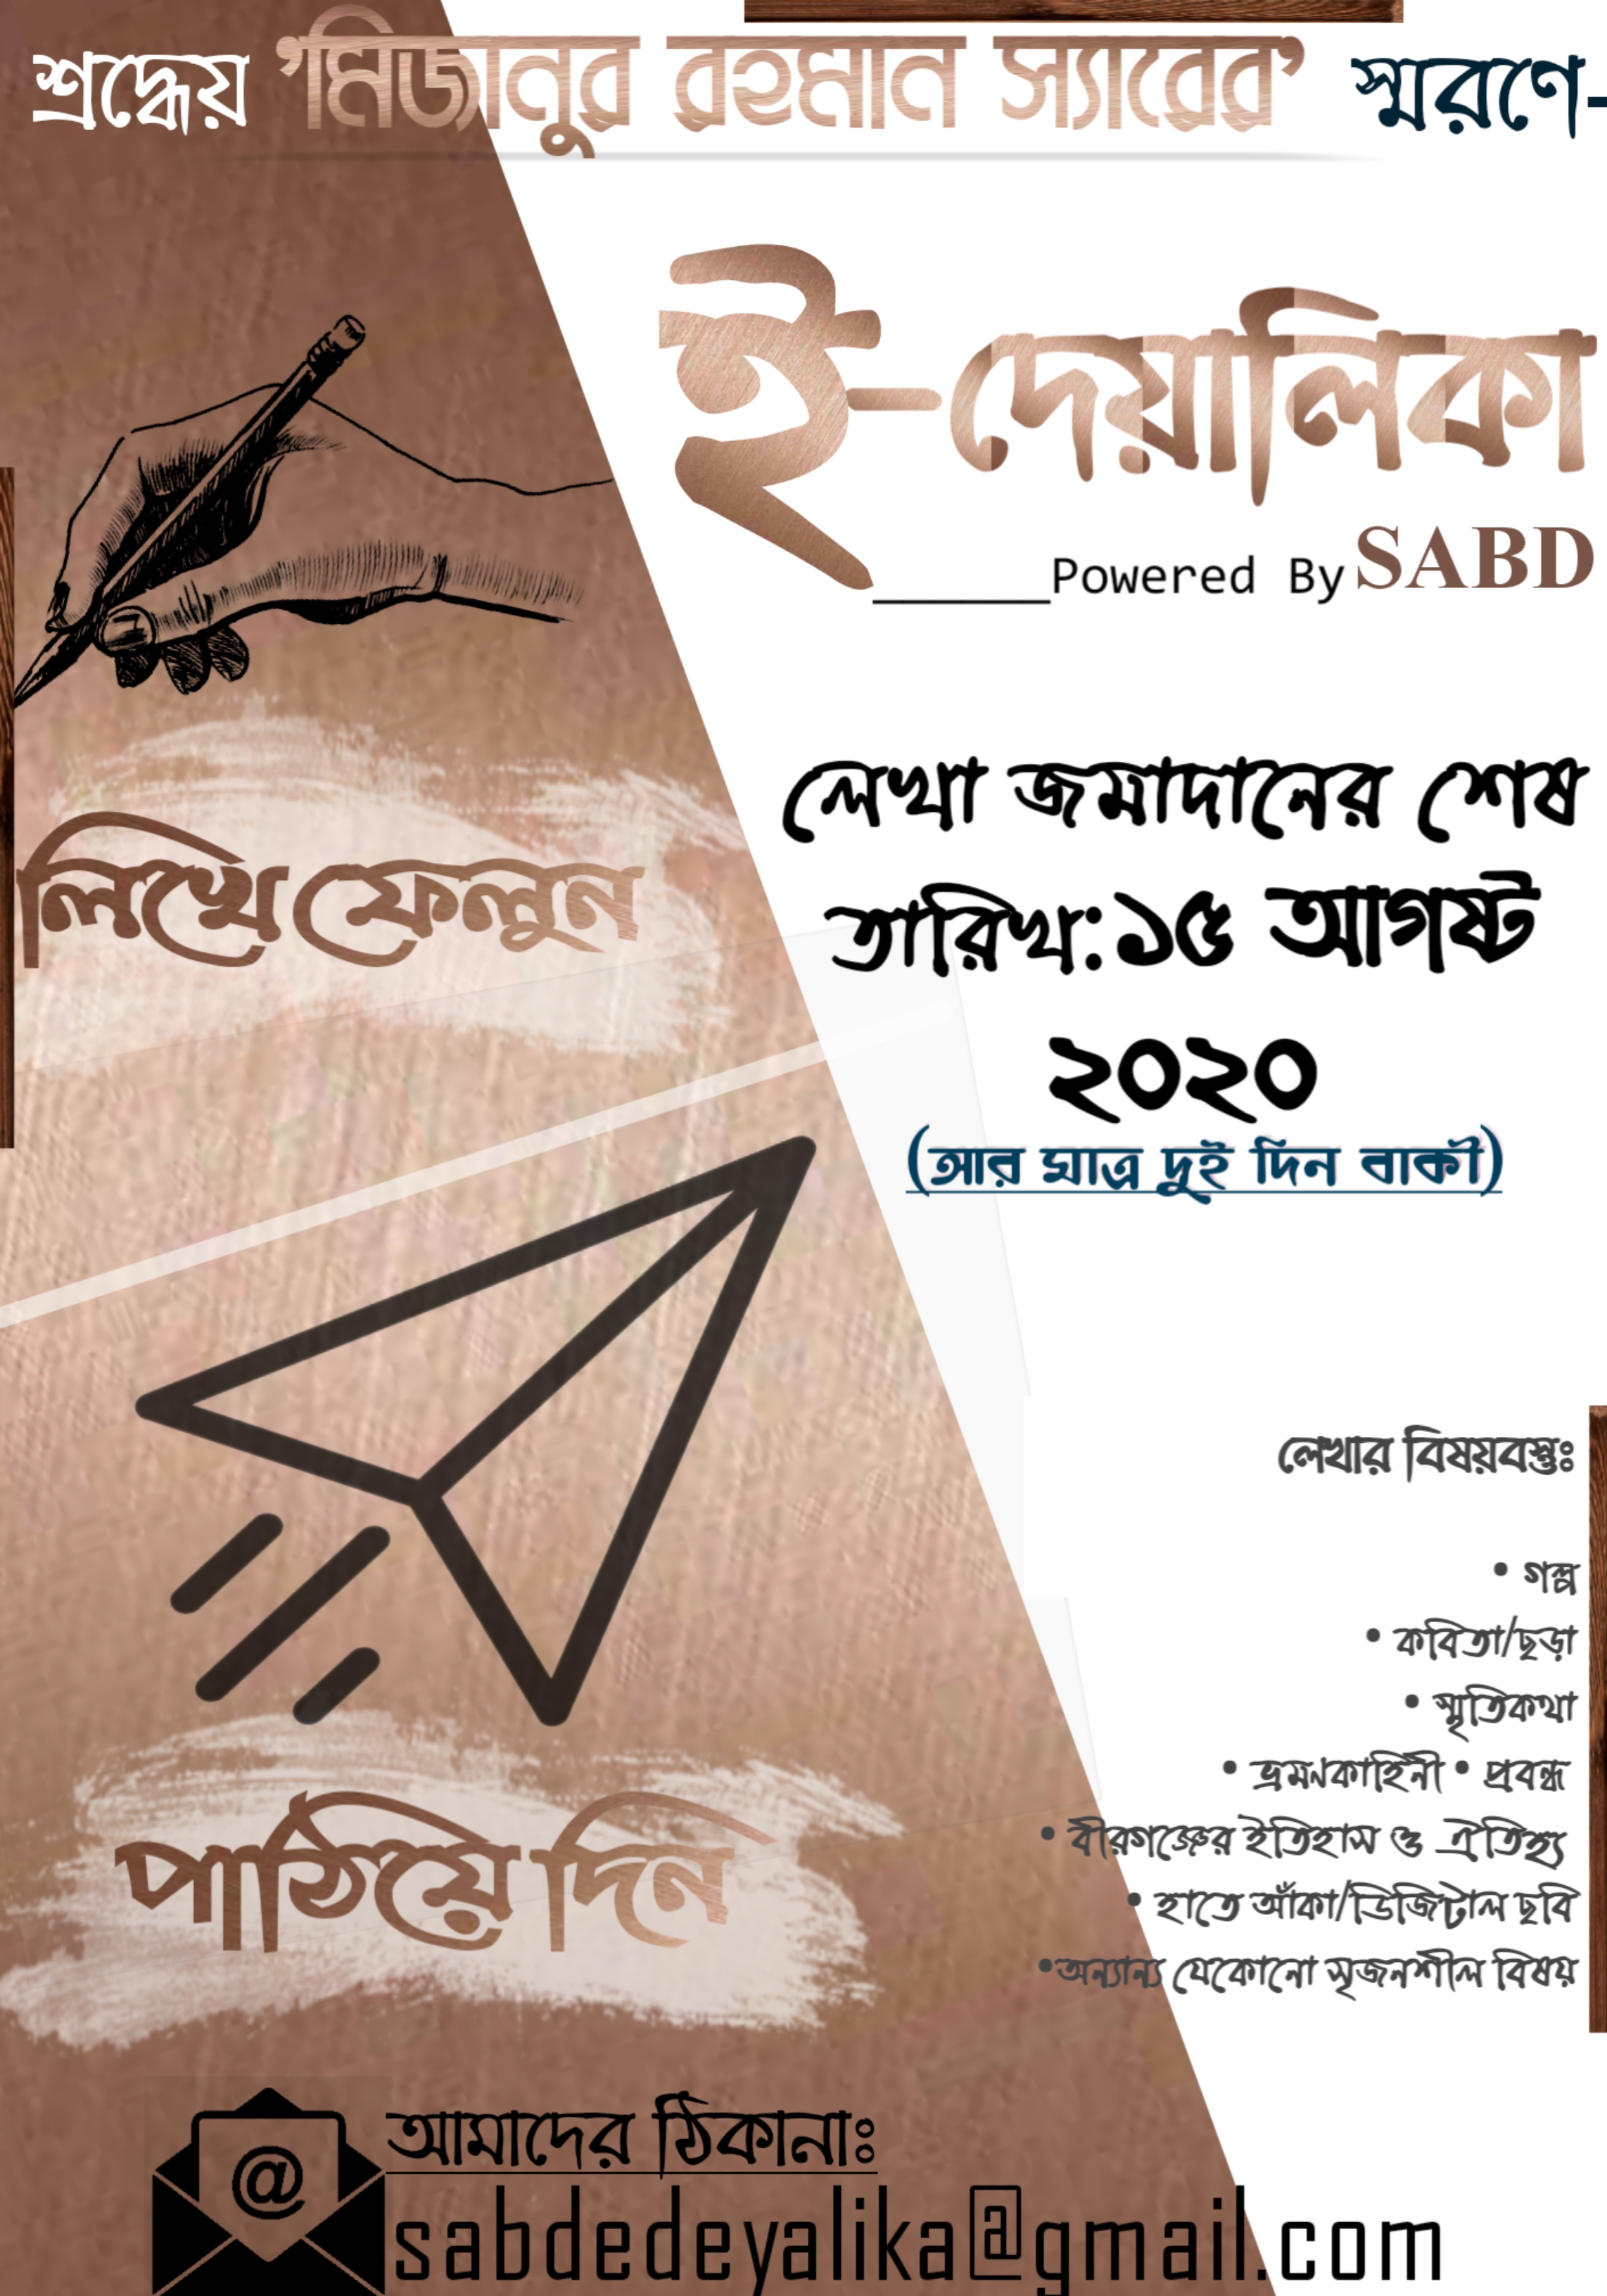 শ্রদ্ধেয় ‘মিজানুর রহমান স্যারের’ স্মরণে-
ই-দেয়ালিকা
Powered By SABD
লেখা জমাদানের শেষ
তারিখ:১৫ আগষ্ট
২০২০
(আর মাত্র দুই দিন বাকী)
লিখে ফেলুন
পাঠিয়ে দিন
লেখার বিষয়বস্তুঃ
• গল্প
• কবিতা/ছড়া
• স্মৃতিকথা
• ভ্রমণকাহিনী • প্রবন্ধ
• বীরগঞ্জের ইতিহাস ও ঐতিহ্য
• হাতে আঁকা/ডিজিটাল ছবি
•অন্যান্য যেকোনো সৃজনশীল বিষয়
@
আমাদের ঠিকানাঃ
sabdedeyalika@gmail.com